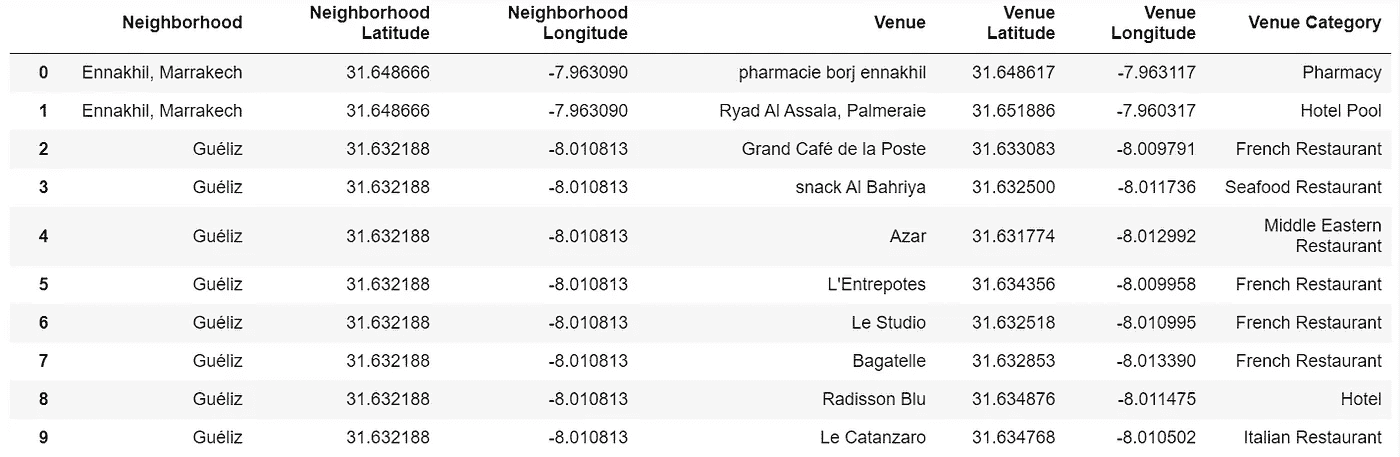 Neighborhood Neighborhood Latitude Neighborhood Longitude Venue Venue Latitude Venue Longitude Venue Category
0 Ennakhil, Marrakech 31.648666 -7.963090 pharmacie borj ennakhil 31.648617 -7.963117 Pharmacy
1 Ennakhil, Marrakech 31.648666 -7.963090 Ryad Al Assala, Palmeraie 31.651886 -7.960317 Hotel Pool
2 Guéliz 31.632188 -8.010813 Grand Café de la Poste 31.633083 -8.009791 French Restaurant
3 Guéliz 31.632188 -8.010813 snack Al Bahriya 31.632500 -8.011736 Seafood Restaurant
4 Guéliz 31.632188 -8.010813 Azar 31.631774 -8.012992 Middle Eastern Restaurant
5 Guéliz 31.632188 -8.010813 L'Entrepotes 31.634356 -8.009958 French Restaurant
6 Guéliz 31.632188 -8.010813 Le Studio 31.632518 -8.010995 French Restaurant
7 Guéliz 31.632188 -8.010813 Bagatelle 31.632853 -8.013390 French Restaurant
8 Guéliz 31.632188 -8.010813 Radisson Blu 31.634876 -8.011475 Hotel
9 Guéliz 31.632188 -8.010813 Le Catanzaro 31.634768 -8.010502 Italian Restaurant